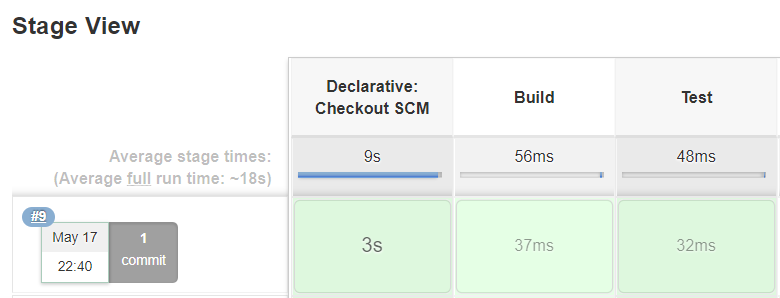 Stage View
Declarative:
Checkout SCM
Build
Test
Average stage times:
(Average full run time: ~18s)
9s
56ms
48ms
#9
May 17
22:40
1
commit
3s
37ms
32ms